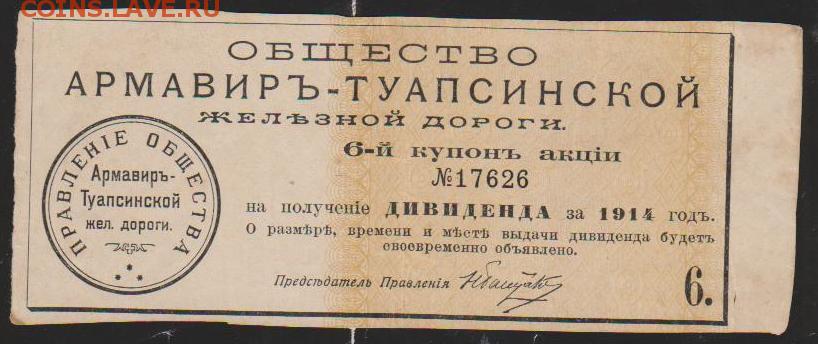 COINS.LAVE.RU
ОБЩЕСТВО
АРМАВИРЪ-ТУАПСИНСКОЙ
ЖЕЛѢЗНОЙ ДОРОГИ.
6-й купонъ акціи
№17626
на полученіе ДИВИДЕНДА за 1914 годъ.
О размѣрѣ, времени и мѣстѣ выдачи дивиденда будетъ
своевременно объявлено.
Предсѣдатель Правленія
6.
ПРАВЛЕНІЕ ОБЩЕСТВА
Армавиръ-
Туапсинской
жел. дороги.